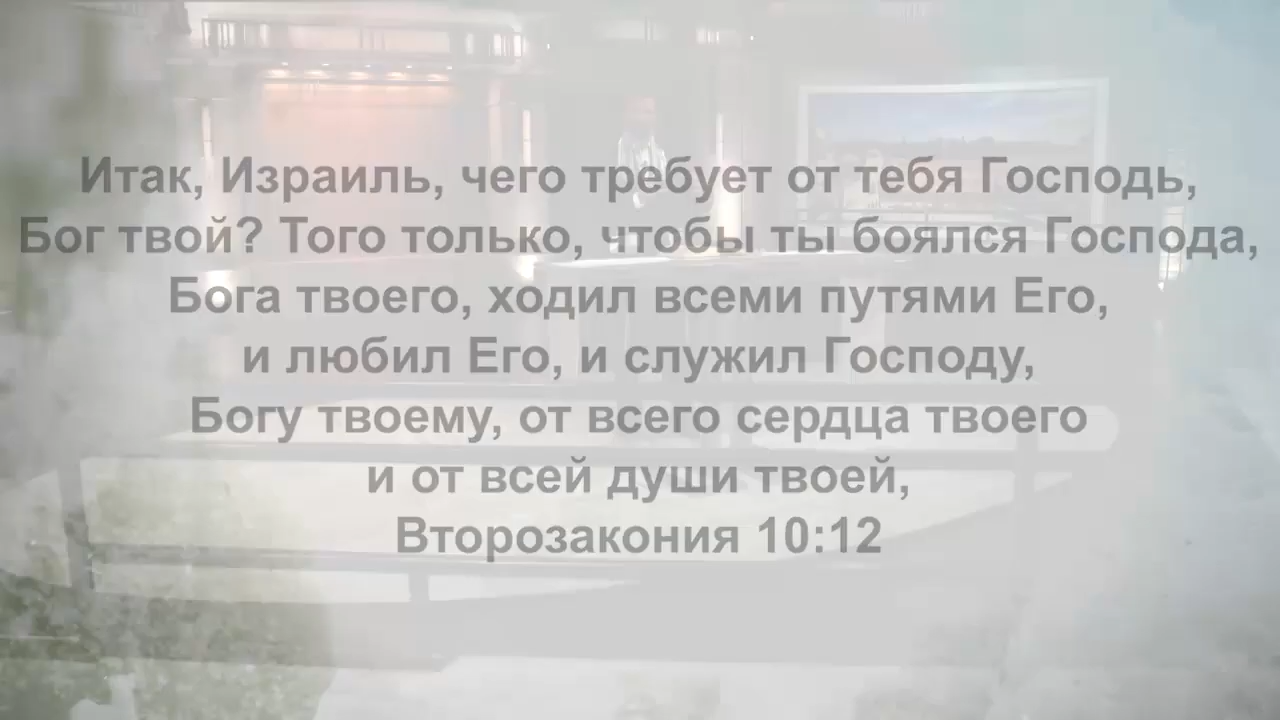 Итак, Израиль, чего требует от тебя Господь,
Бог твой? Того только, чтобы ты боялся Господа,
Бога твоего, ходил всеми путями Его,
и любил Его, и служил Господу,
Богу твоему, от всего сердца твоего
и от всей души твоей,
Второзакония 10:12